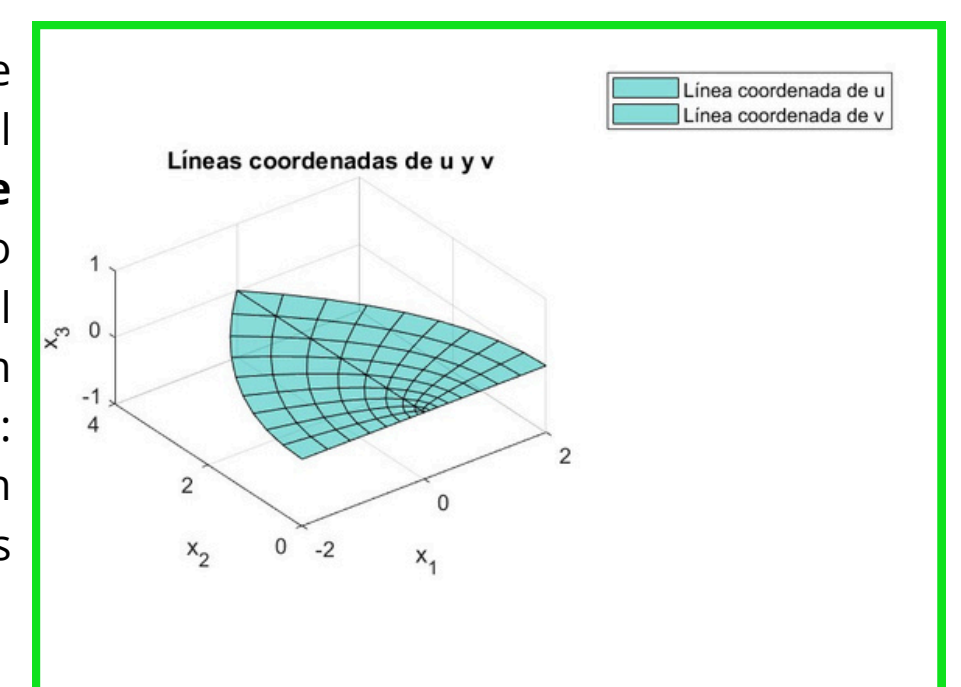 e
l
e
o
l
n
:
n
s
Línea coordenada de u
Línea coordenada de v
Líneas coordenadas de u y v
1
0
-1
x3
4
2
0
x2
-2
0
2
x1